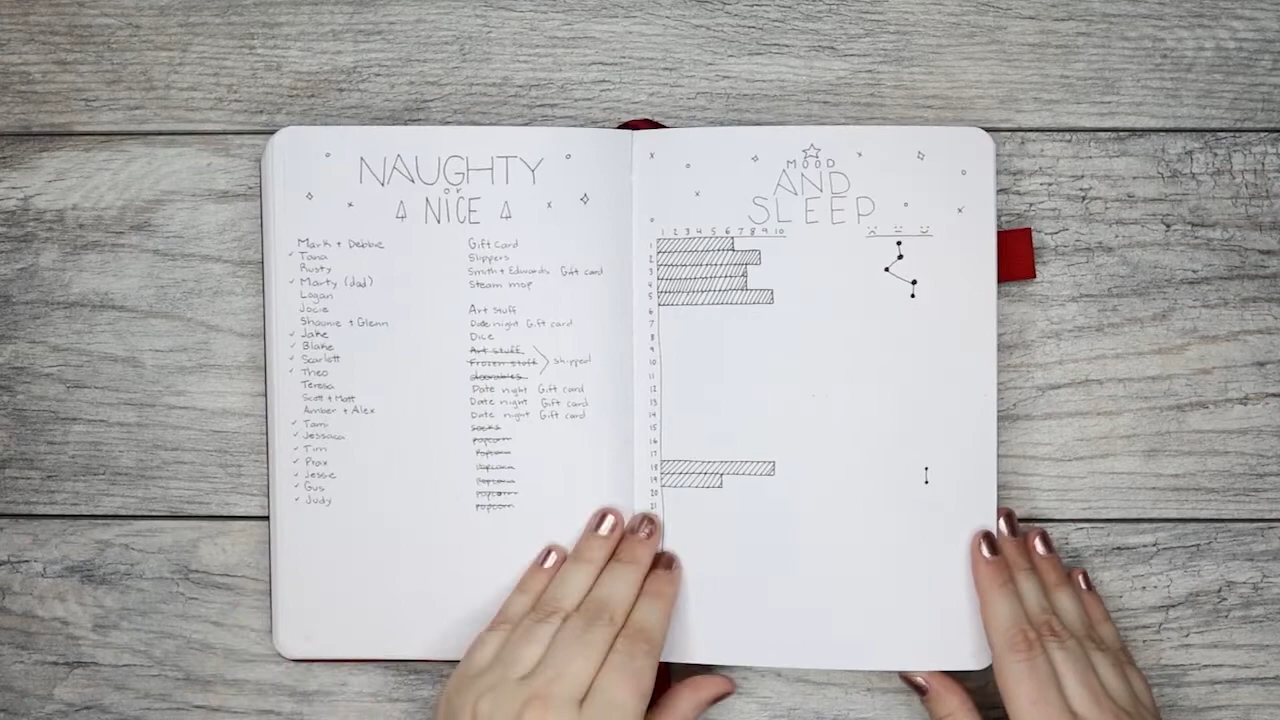 NAUGHTY
or
NICE
✓ Mark + Debbie Gift Card
✓ Tana Slippers
Rusty Smith + Edwards Gift card
✓ Marty (dad) Steam mop
Logan
Jocie Art stuff
Shaunie + Glenn Date night Gift card
✓ Jake Dice
✓ Blake Art stuff
✓ Scarlett Frozen stuff shipped
✓ Theo doorables
Teresa Date night Gift card
Scott + Matt Date night Gift card
Amber + Alex Date night Gift card
✓ Tami socks
✓ Jessaca popcorn
✓ Tim Popcorn
✓ popcorn
✓ Jesse popcorn
✓ Gus popcorn
✓ Judy popcorn
MOOD
AND
SLEEP
1 2 3 4 5 6 7 8 9 10
1
2
3
4
5
6
7
8
9
10
11
12
13
14
15
16
17
18
19
20
21